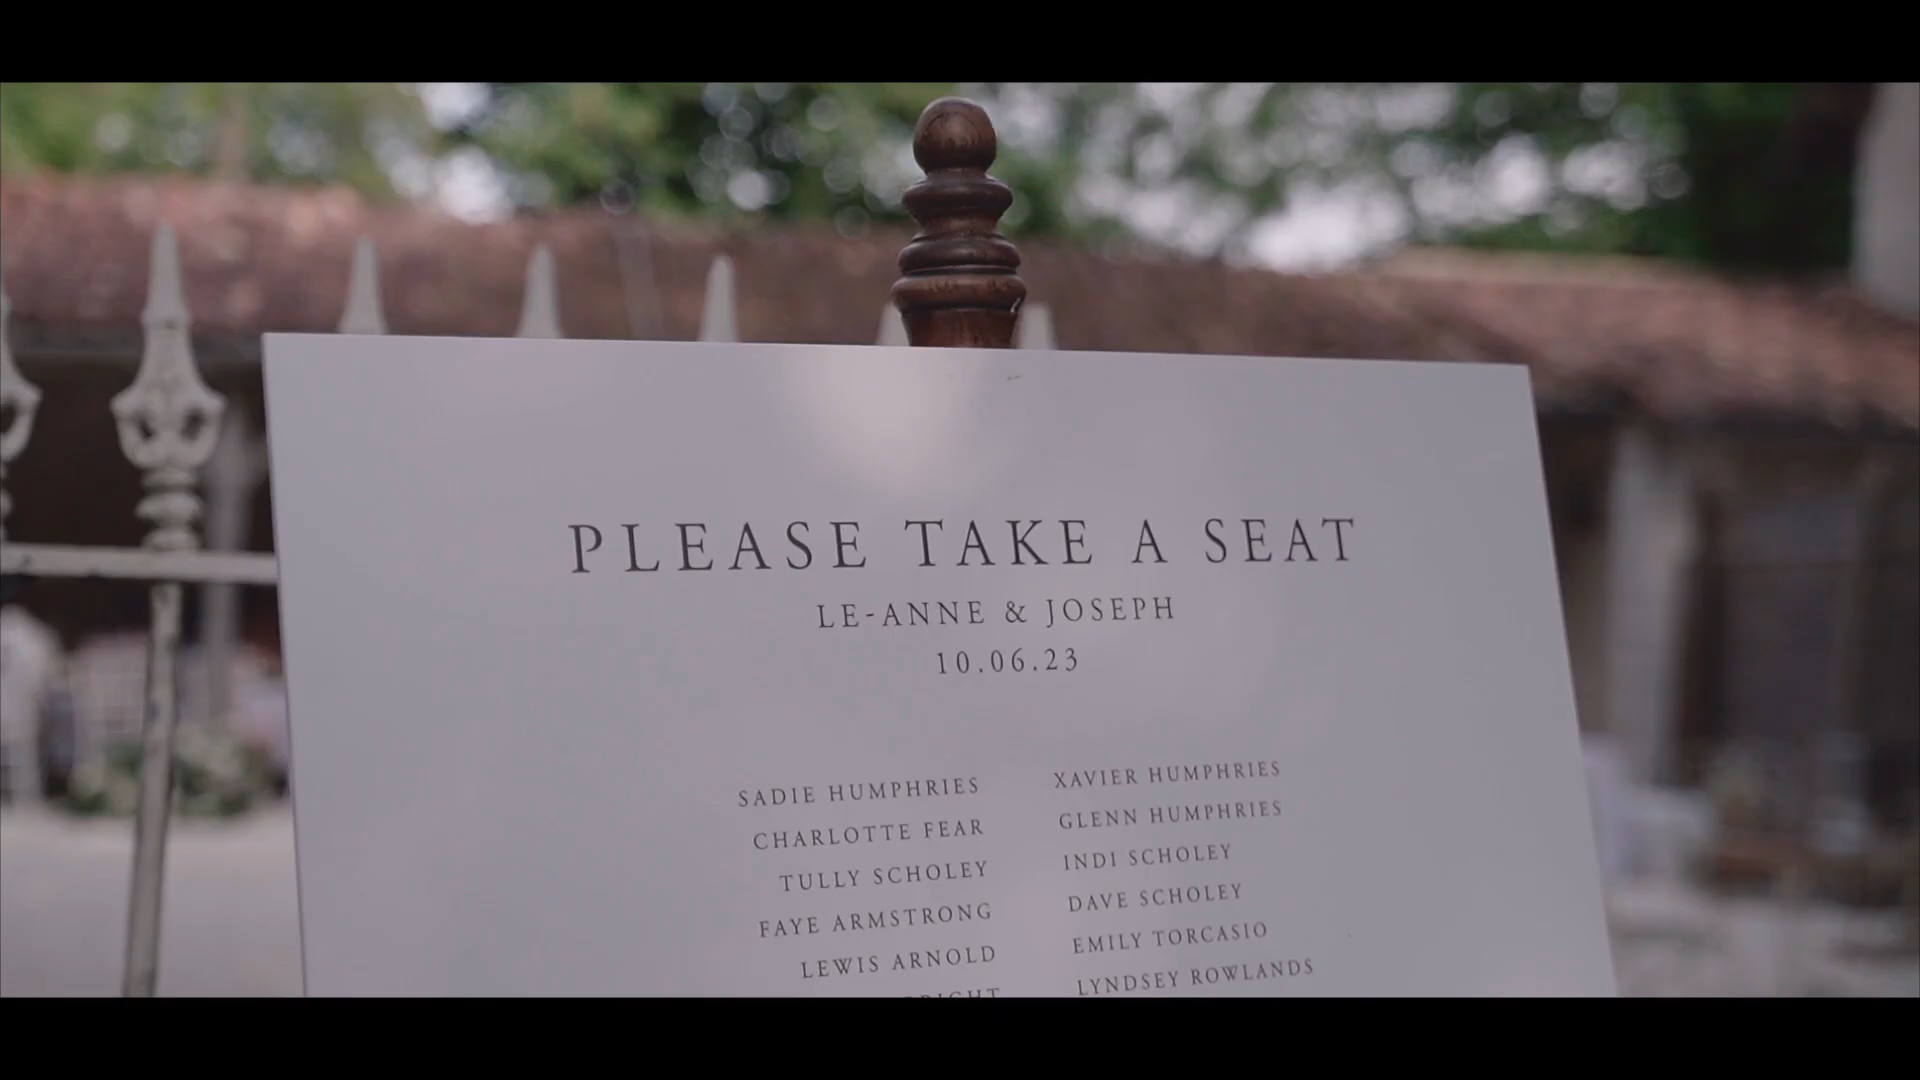 PLEASE TAKE A SEAT
LE-ANNE & JOSEPH
10.06.23
SADIE HUMPHRIES
CHARLOTTE FEAR
TULLY SCHOLEY
FAYE ARMSTRONG
LEWIS ARNOLD
XAVIER HUMPHRIES
GLENN HUMPHRIES
INDI SCHOLEY
DAVE SCHOLEY
EMILY TORCASIO
LYNDSEY ROWLANDS